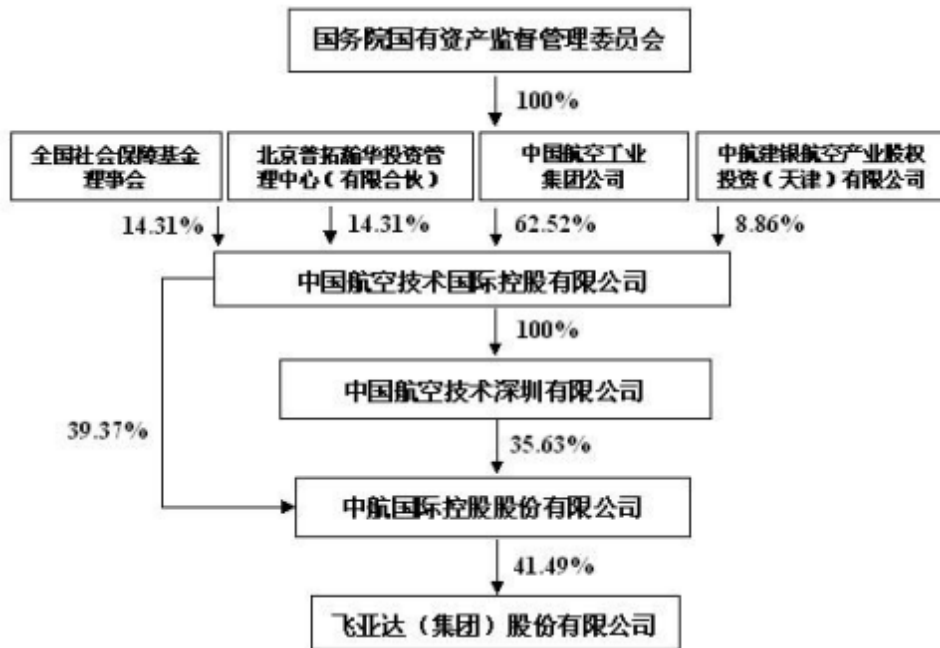 国务院国有资产监督管理委员会
100%
全国社会保障基金
理事会
北京普拓瀚华投资管
理中心（有限合伙）
中国航空工业
集团公司
中航建银航空产业股权
投资（天津）有限公司
14.31%
14.31%
62.52%
8.86%
中国航空技术国际控股有限公司
100%
中国航空技术深圳有限公司
39.37%
35.63%
中航国际控股股份有限公司
41.49%
飞亚达（集团）股份有限公司